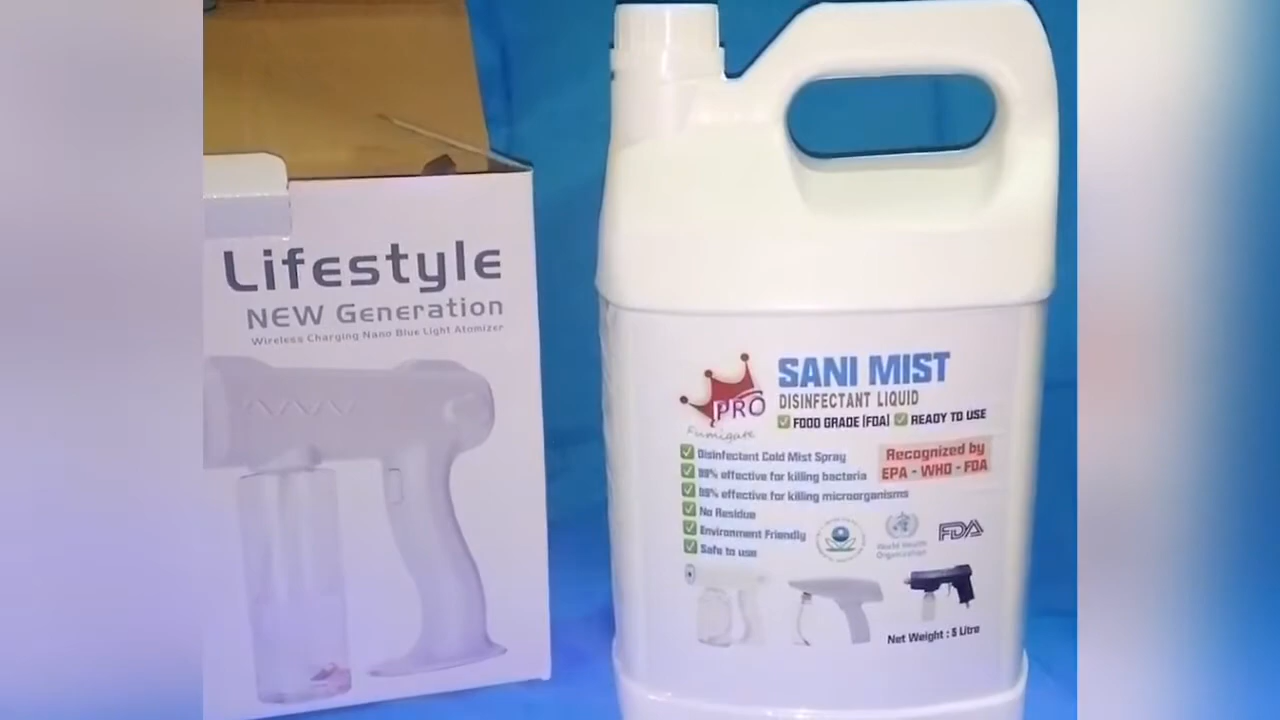 Lifestyle
NEW Generation
Wireless Charging Nano Blue Light Atomizer
PRO
Fumigate
SANI MIST
DISINFECTANT LIQUID
FOOD GRADE (FDA) READY TO USE
Disinfectant Cold Mist Spray
99% effective for killing bacteria
99% effective for killing microorganisms
No Residue
Environment Friendly
Safe to use
Recognized by
EPA - WHO - FDA
World Health
Organization
FDA
Net Weight : 5 Litre